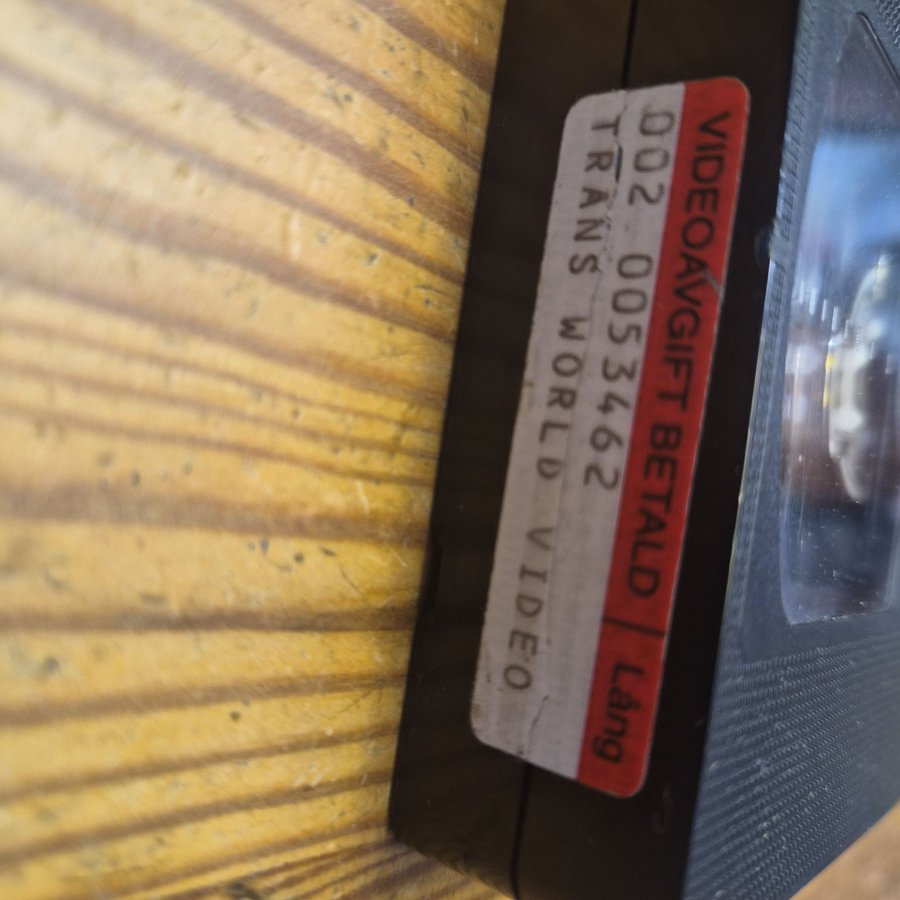 VIDEOAVGIFT BETALD | Lång
002 0053462
TRANS WORLD VIDEO